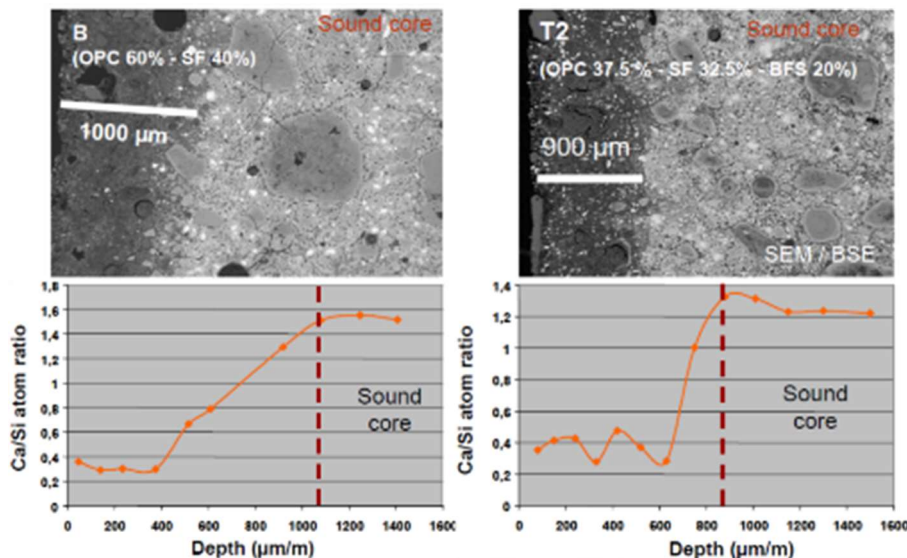 B
Sound core
(OPC 60% - SF 40%)
1000 µm
T2
Sound core
(OPC 37.5 % - SF 32.5% - BFS 20%)
900 µm
SEM / BSE
1,8
1,6
1,4
1,2
1
0,8
0,6
0,4
0,2
0
Ca/Si atom ratio
Sound
core
0 200 400 600 800 1000 1200 1400 1600
Depth (µm/m)
1,4
1,2
1
0,8
0,6
0,4
0,2
0
Ca/Si atom ratio
Sound
core
0 200 400 600 800 1000 1200 1400 1600
Depth (µm/m)